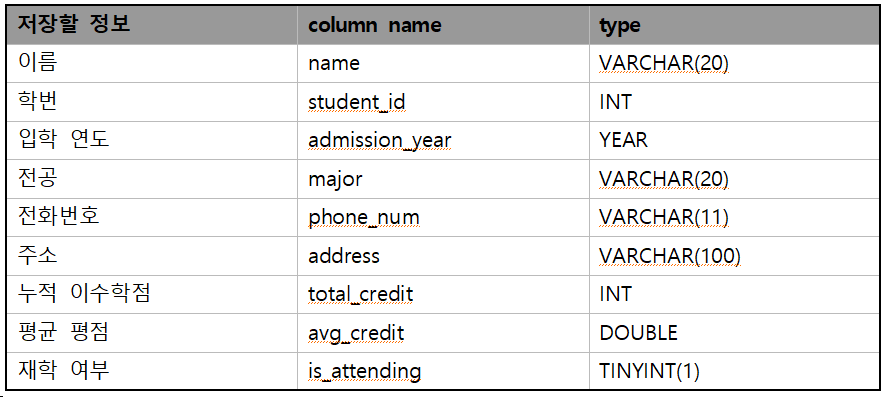 저장할 정보 column name type
이름 name VARCHAR(20)
학번 student_id INT
입학 연도 admission_year YEAR
전공 major VARCHAR(20)
전화번호 phone_num VARCHAR(11)
주소 address VARCHAR(100)
누적 이수학점 total_credit INT
평균 평점 avg_credit DOUBLE
재학 여부 is_attending TINYINT(1)